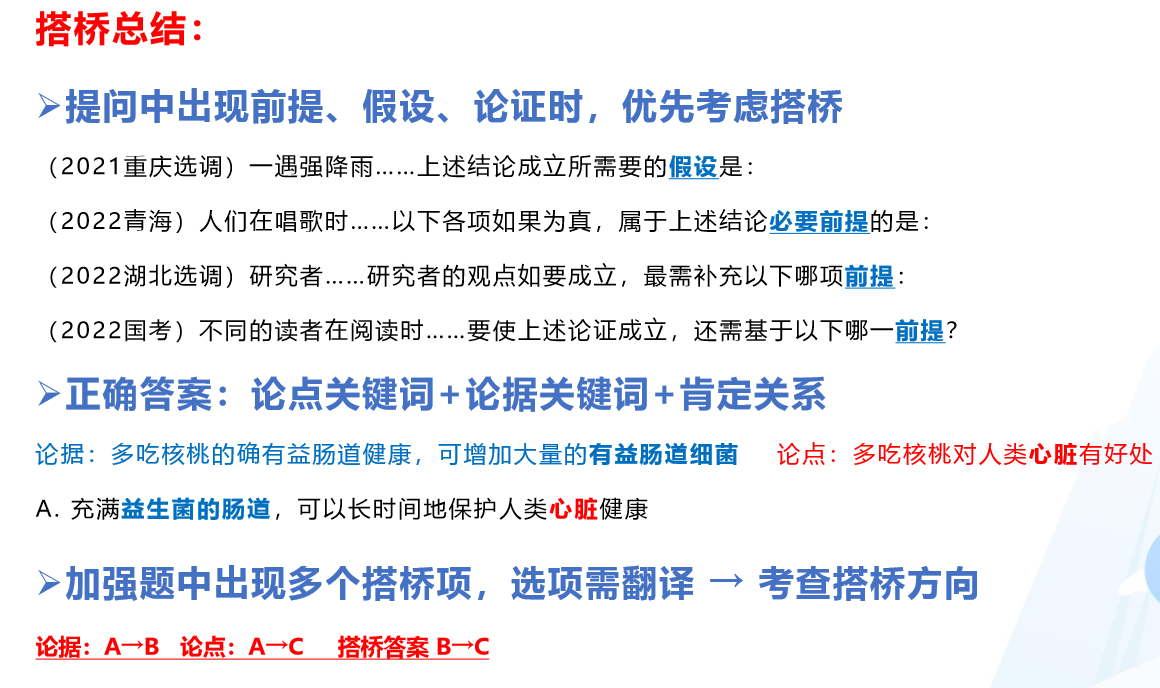 搭桥总结：
➢提问中出现前提、假设、论证时，优先考虑搭桥
（2021重庆选调）一遇强降雨……上述结论成立所需要的假设是：
（2022青海）人们在唱歌时……以下各项如果为真，属于上述结论必要前提的是：
（2022湖北选调）研究者……研究者的观点如要成立，最需补充以下哪项前提：
（2022国考）不同的读者在阅读时……要使上述论证成立，还需基于以下哪一前提？
➢正确答案：论点关键词+论据关键词+肯定关系
论据：多吃核桃的确有益肠道健康，可增加大量的有益肠道细菌 论点：多吃核桃对人类心脏有好处
A. 充满益生菌的肠道，可以长时间地保护人类心脏健康
➢加强题中出现多个搭桥项，选项需翻译 → 考查搭桥方向
论据：A→B 论点：A→C 搭桥答案 B→C